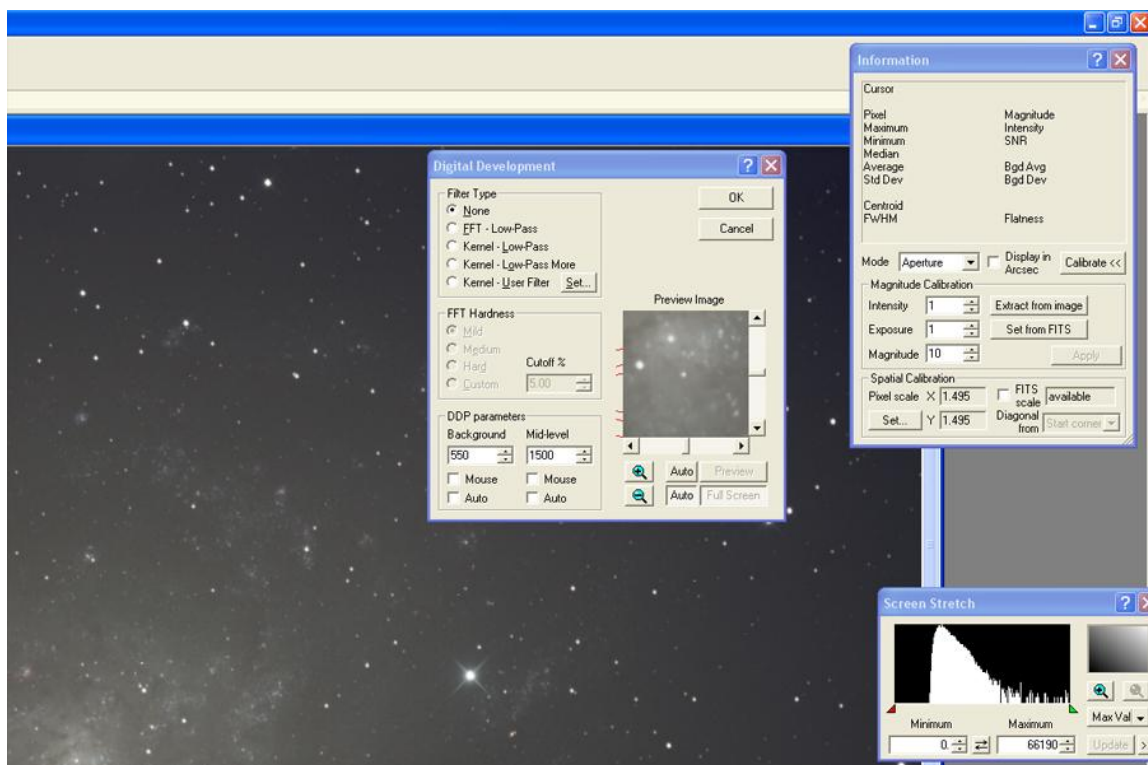 Information
Cursor
Pixel Magnitude
Maximum Intensity
Minimum SNR
Median
Average Bgd Avg
Std Dev Bgd Dev
Centroid
FWHM Flatness
Mode Aperture Display in Arcsec Calibrate <<
Magnitude Calibration
Intensity 1 Extract from image
Exposure 1 Set from FITS
Magnitude 10 Apply
Spatial Calibration
Pixel scale X 1.495 FITS scale available
Set... Y 1.495 Diagonal from Start corner
Digital Development
Filter Type
None
FFT - Low-Pass
Kernel - Low-Pass
Kernel - Low-Pass More
Kernel - User Filter Set...
OK
Cancel
FFT Hardness
Mild
Medium
Hard
Custom
Cutoff %
5.00
DDP parameters
Background Mid-level
550 1500
Mouse Mouse
Auto Auto
Preview Image
Auto Preview
Auto Full Screen
Screen Stretch
Max Val
Minimum Maximum
0. 66190 Update >